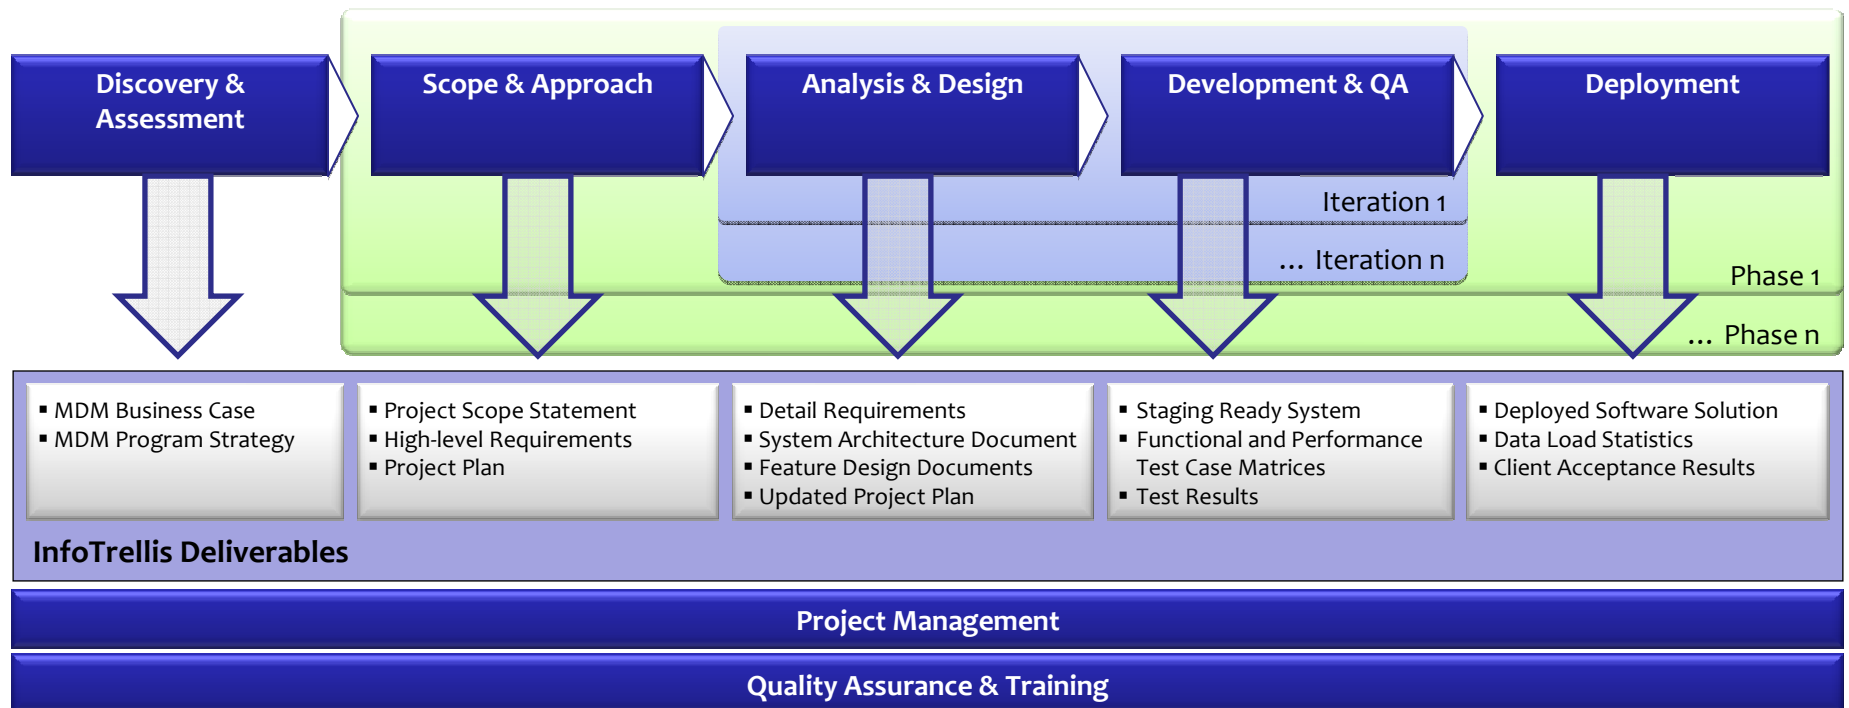 Discovery &
Assessment
Scope & Approach
Analysis & Design
Development & QA
Deployment
Iteration 1
... Iteration n
Phase 1
... Phase n
▪ MDM Business Case
▪ MDM Program Strategy
▪ Project Scope Statement
▪ High-level Requirements
▪ Project Plan
▪ Detail Requirements
▪ System Architecture Document
▪ Feature Design Documents
▪ Updated Project Plan
▪ Staging Ready System
▪ Functional and Performance
Test Case Matrices
▪ Test Results
▪ Deployed Software Solution
▪ Data Load Statistics
▪ Client Acceptance Results
InfoTrellis Deliverables
Project Management
Quality Assurance & Training